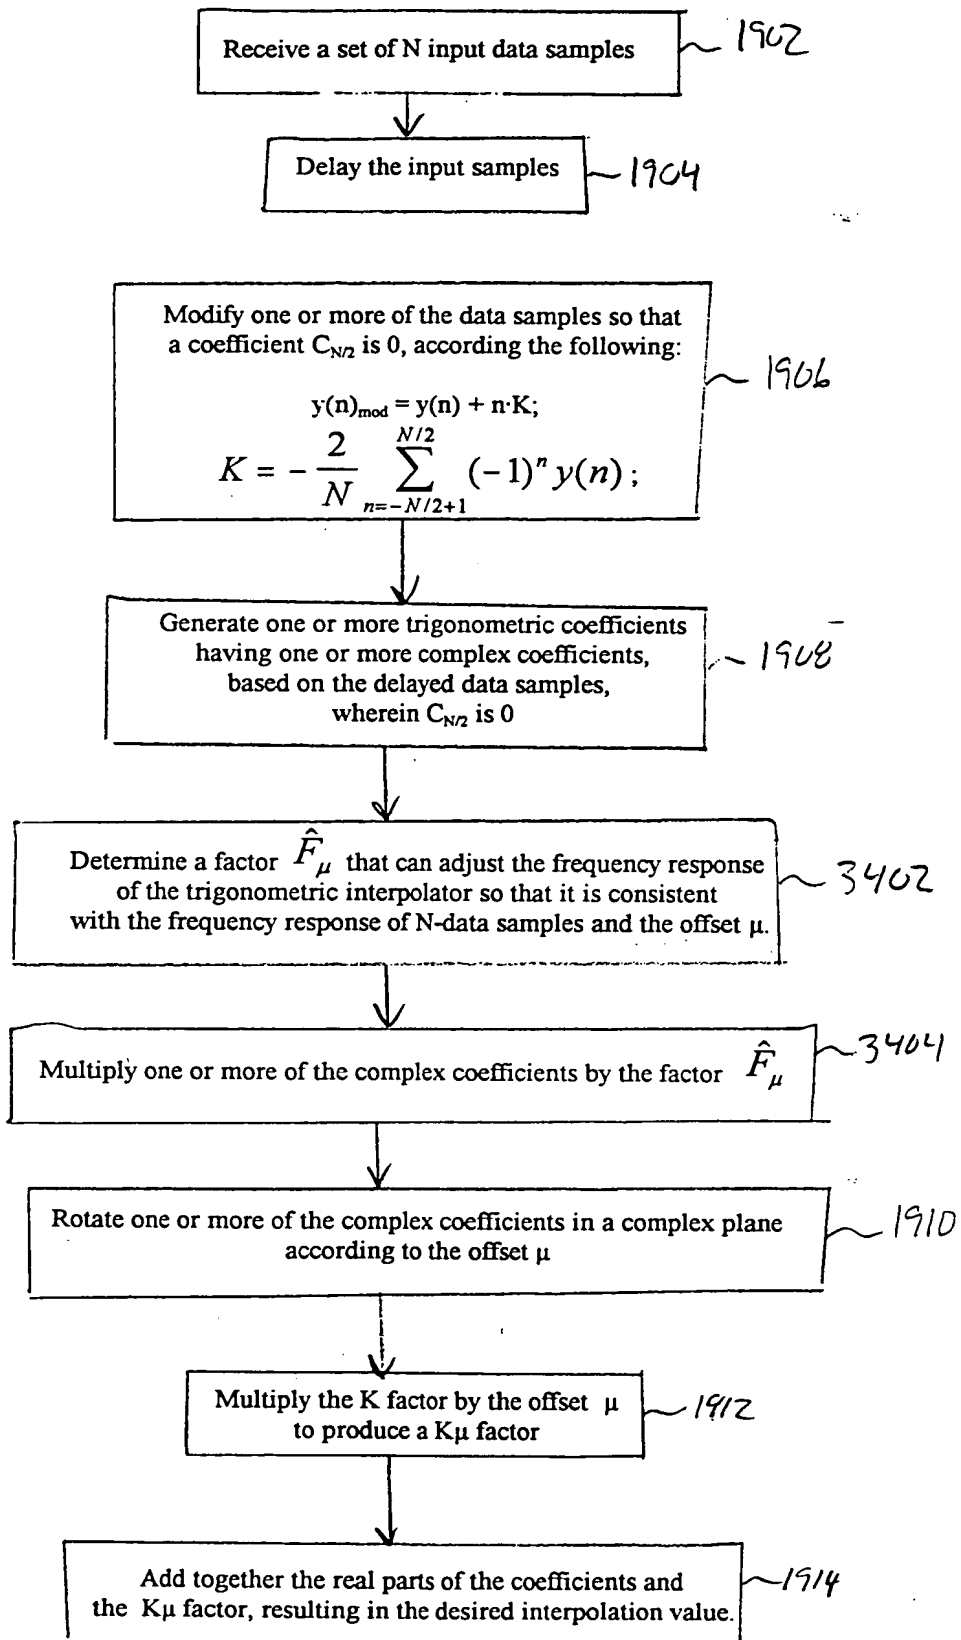 Receive a set of N input data samples
1902
Delay the input samples
1904
Modify one or more of the data samples so that
a coefficient C_{N/2} is 0, according the following:
1906
y(n)_{mod} = y(n) + n·K;
K = - \frac{2}{N} \sum_{n=-N/2+1}^{N/2} (-1)^n y(n) ;
Generate one or more trigonometric coefficients
having one or more complex coefficients,
1908
based on the delayed data samples,
wherein C_{N/2} is 0
Determine a factor \hat{F}_μ that can adjust the frequency response
of the trigonometric interpolator so that it is consistent
3402
with the frequency response of N-data samples and the offset μ.
Multiply one or more of the complex coefficients by the factor \hat{F}_μ
3404
Rotate one or more of the complex coefficients in a complex plane
1910
according to the offset μ
Multiply the K factor by the offset μ
1912
to produce a Kμ factor
Add together the real parts of the coefficients and
1914
the Kμ factor, resulting in the desired interpolation value.